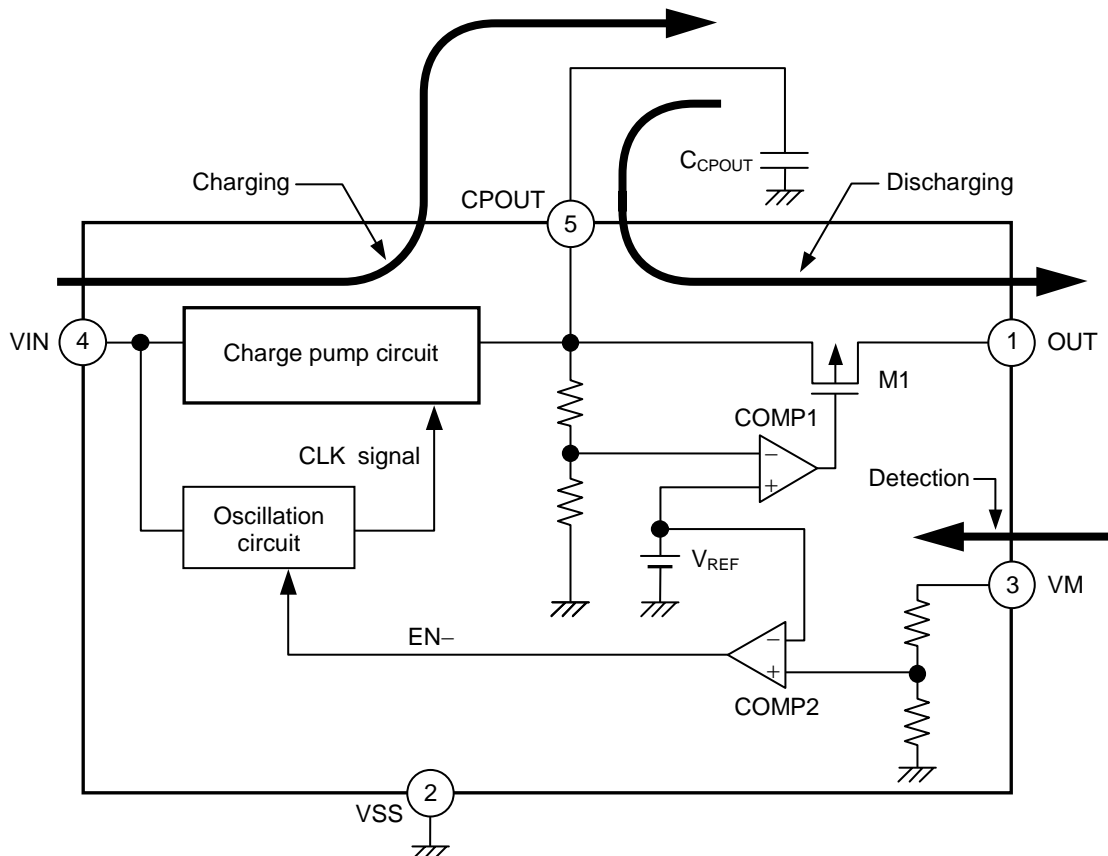 C_CPOUT
Charging
Discharging
CPOUT
5
VIN
4
Charge pump circuit
1
OUT
M1
COMP1
CLK signal
−
+
Detection
Oscillation
circuit
V_REF
3
VM
EN−
−
+
COMP2
2
VSS